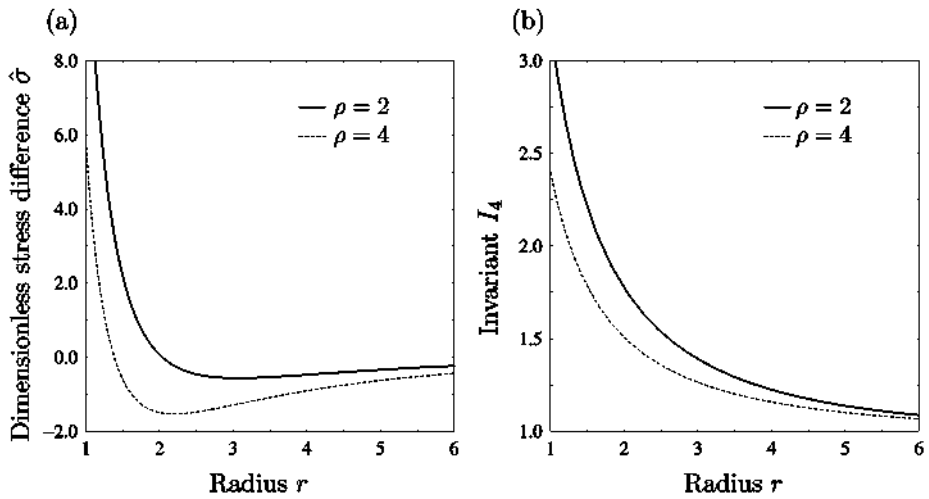 (a)
Dimensionless stress difference σ̂
8.0
6.0
4.0
2.0
0.0
−2.0
1 2 3 4 5 6
Radius r
ρ = 2
ρ = 4
(b)
Invariant I₄
3.0
2.5
2.0
1.5
1.0
1 2 3 4 5 6
Radius r
ρ = 2
ρ = 4